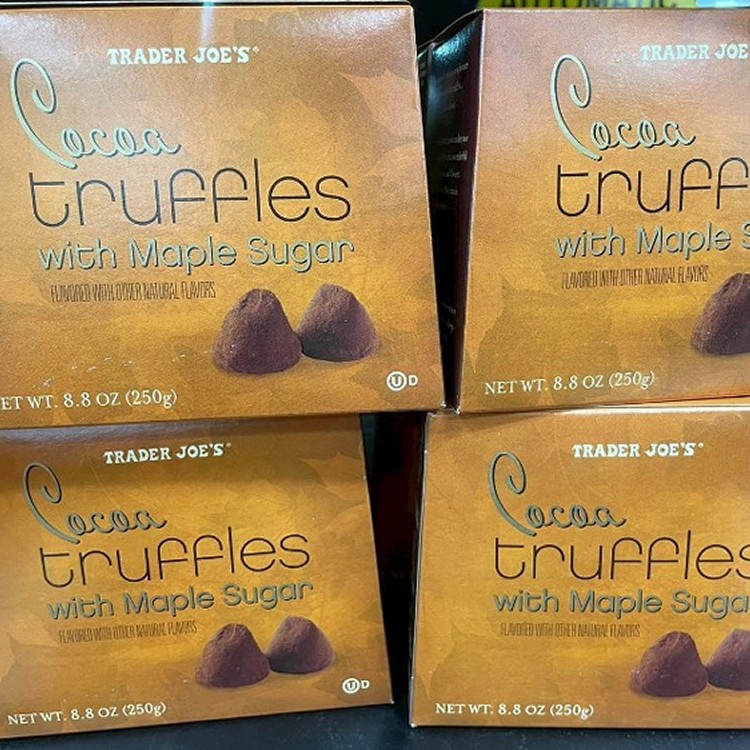 AUTOMATIC
TRADER JOE'S®
Cocoa
truffles
with Maple Sugar
FLAVORED WITH OTHER NATURAL FLAVORS
U D
ET WT. 8.8 OZ (250g)
TRADER JOE'
Cocoa
truff
with Maple S
FLAVORED WITH OTHER NATURAL FLAVORS
NET WT. 8.8 OZ (250g)
TRADER JOE'S®
Cocoa
truffles
with Maple Sugar
FLAVORED WITH OTHER NATURAL FLAVORS
U D
NET WT. 8.8 OZ (250g)
TRADER JOE'S®
Cocoa
truffles
with Maple Suga
FLAVORED WITH OTHER NATURAL FLAVORS
NET WT. 8.8 OZ (250g)